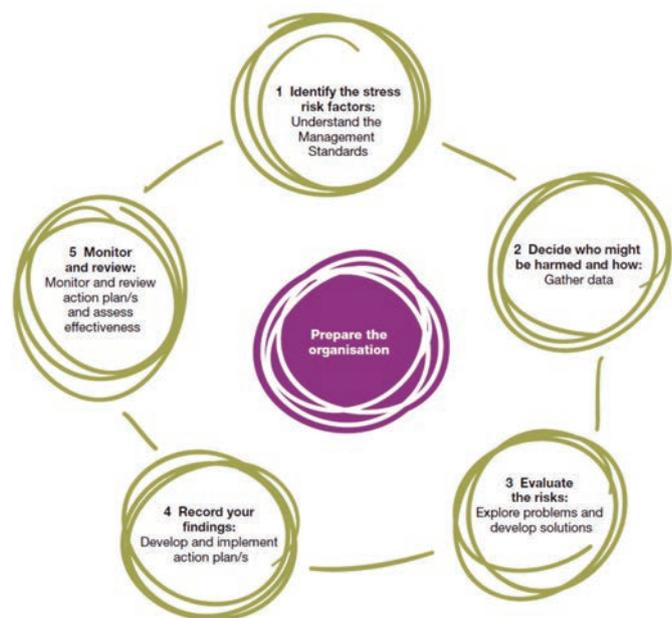 1 Identify the stress
risk factors:
Understand the
Management
Standards
2 Decide who might
be harmed and how:
Gather data
3 Evaluate
the risks:
Explore problems and
develop solutions
4 Record your
findings:
Develop and implement
action plan/s
5 Monitor
and review:
Monitor and review
action plan/s
and assess
effectiveness
Prepare the
organisation